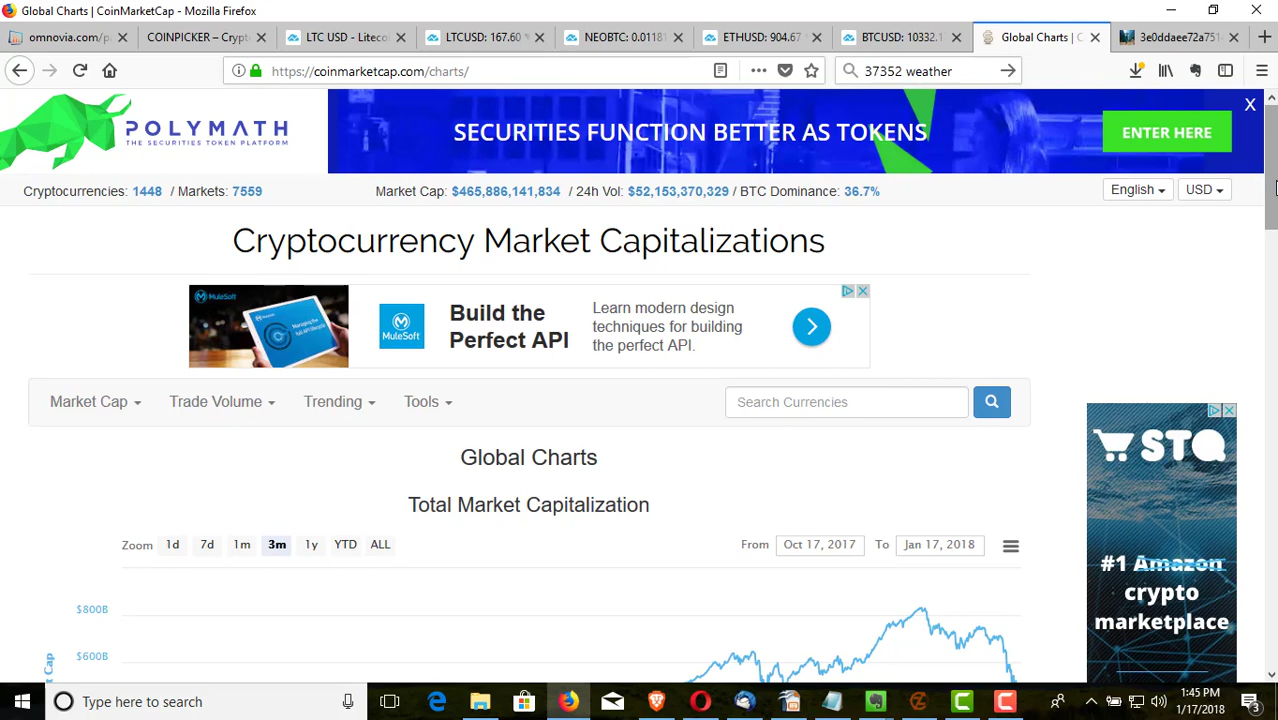 Global Charts | CoinMarketCap - Mozilla Firefox
omnovia.com/p
COINPICKER – Crypt
LTC USD - Liteco
LTCUSD: 167.60
NEOBTC: 0.0118
ETHUSD: 904.67
BTCUSD: 10332.1
Global Charts | C
3e0ddaee72a751
https://coinmarketcap.com/charts/
37352 weather
POLYMATH
THE SECURITIES TOKEN PLATFORM
SECURITIES FUNCTION BETTER AS TOKENS
ENTER HERE
X
Cryptocurrencies: 1448 / Markets: 7559
Market Cap: $465,886,141,834 / 24h Vol: $52,153,370,329 / BTC Dominance: 36.7%
English
USD
Cryptocurrency Market Capitalizations
MuleSoft
MuleSoft
Build the
Perfect API
Learn modern design
techniques for building
the perfect API.
Market Cap
Trade Volume
Trending
Tools
Search Currencies
Global Charts
Total Market Capitalization
Zoom 1d 7d 1m 3m 1y YTD ALL
From Oct 17, 2017 To Jan 17, 2018
$800B
$600B
Cap
STQ
#1 Amazon
crypto
marketplace
Type here to search
1:45 PM
1/17/2018
3